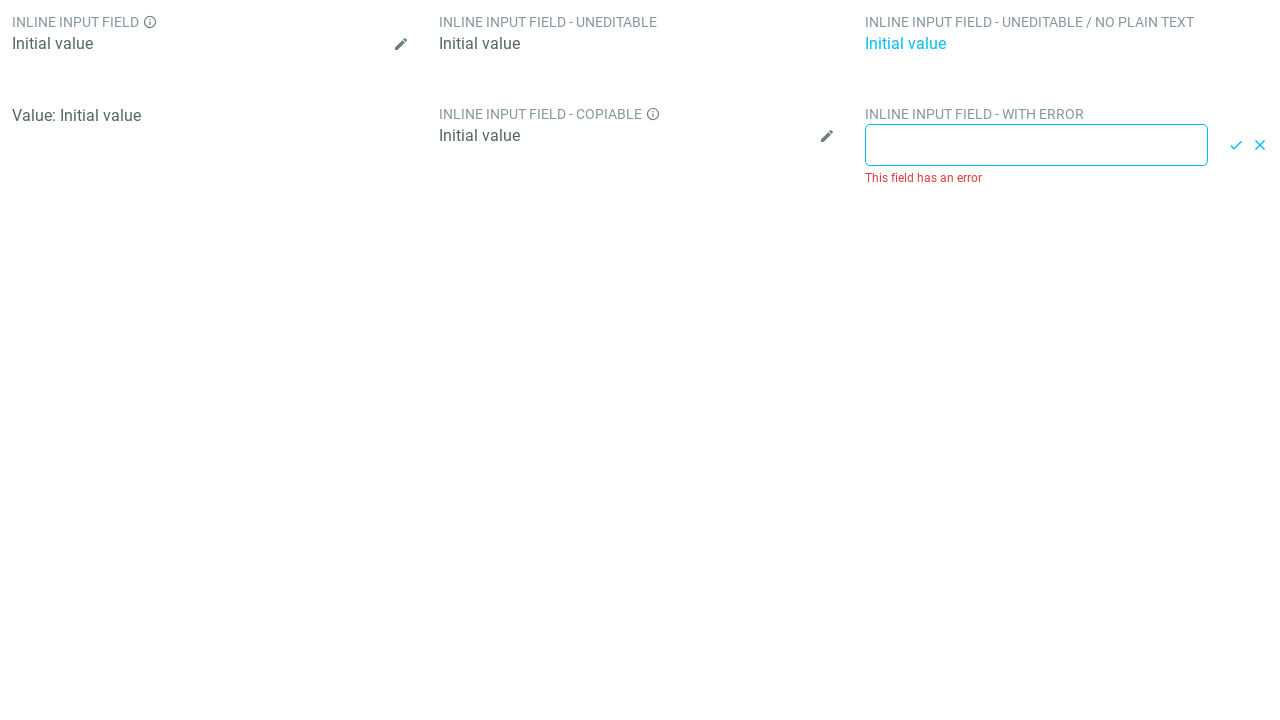 INLINE INPUT FIELD
Initial value
INLINE INPUT FIELD - UNEDITABLE
Initial value
INLINE INPUT FIELD - UNEDITABLE / NO PLAIN TEXT
Initial value
Value: Initial value
INLINE INPUT FIELD - COPIABLE
Initial value
INLINE INPUT FIELD - WITH ERROR
This field has an error